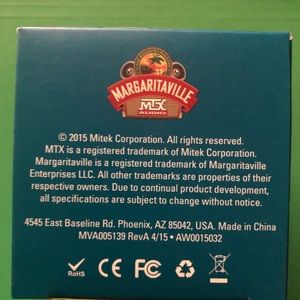 MARGARITAVILLE
MTX
AUDIO
© 2015 Mitek Corporation. All rights reserved.
MTX is a registered trademark of Mitek Corporation.
Margaritaville is a registered trademark of Margaritaville
Enterprises LLC. All other trademarks are properties of their
respective owners. Due to continual product development,
all specifications are subject to change without notice.
4545 East Baseline Rd. Phoenix, AZ 85042, USA. Made in China
MVA005139 RevA 4/15 • AW0015032
RoHS
CE
FC